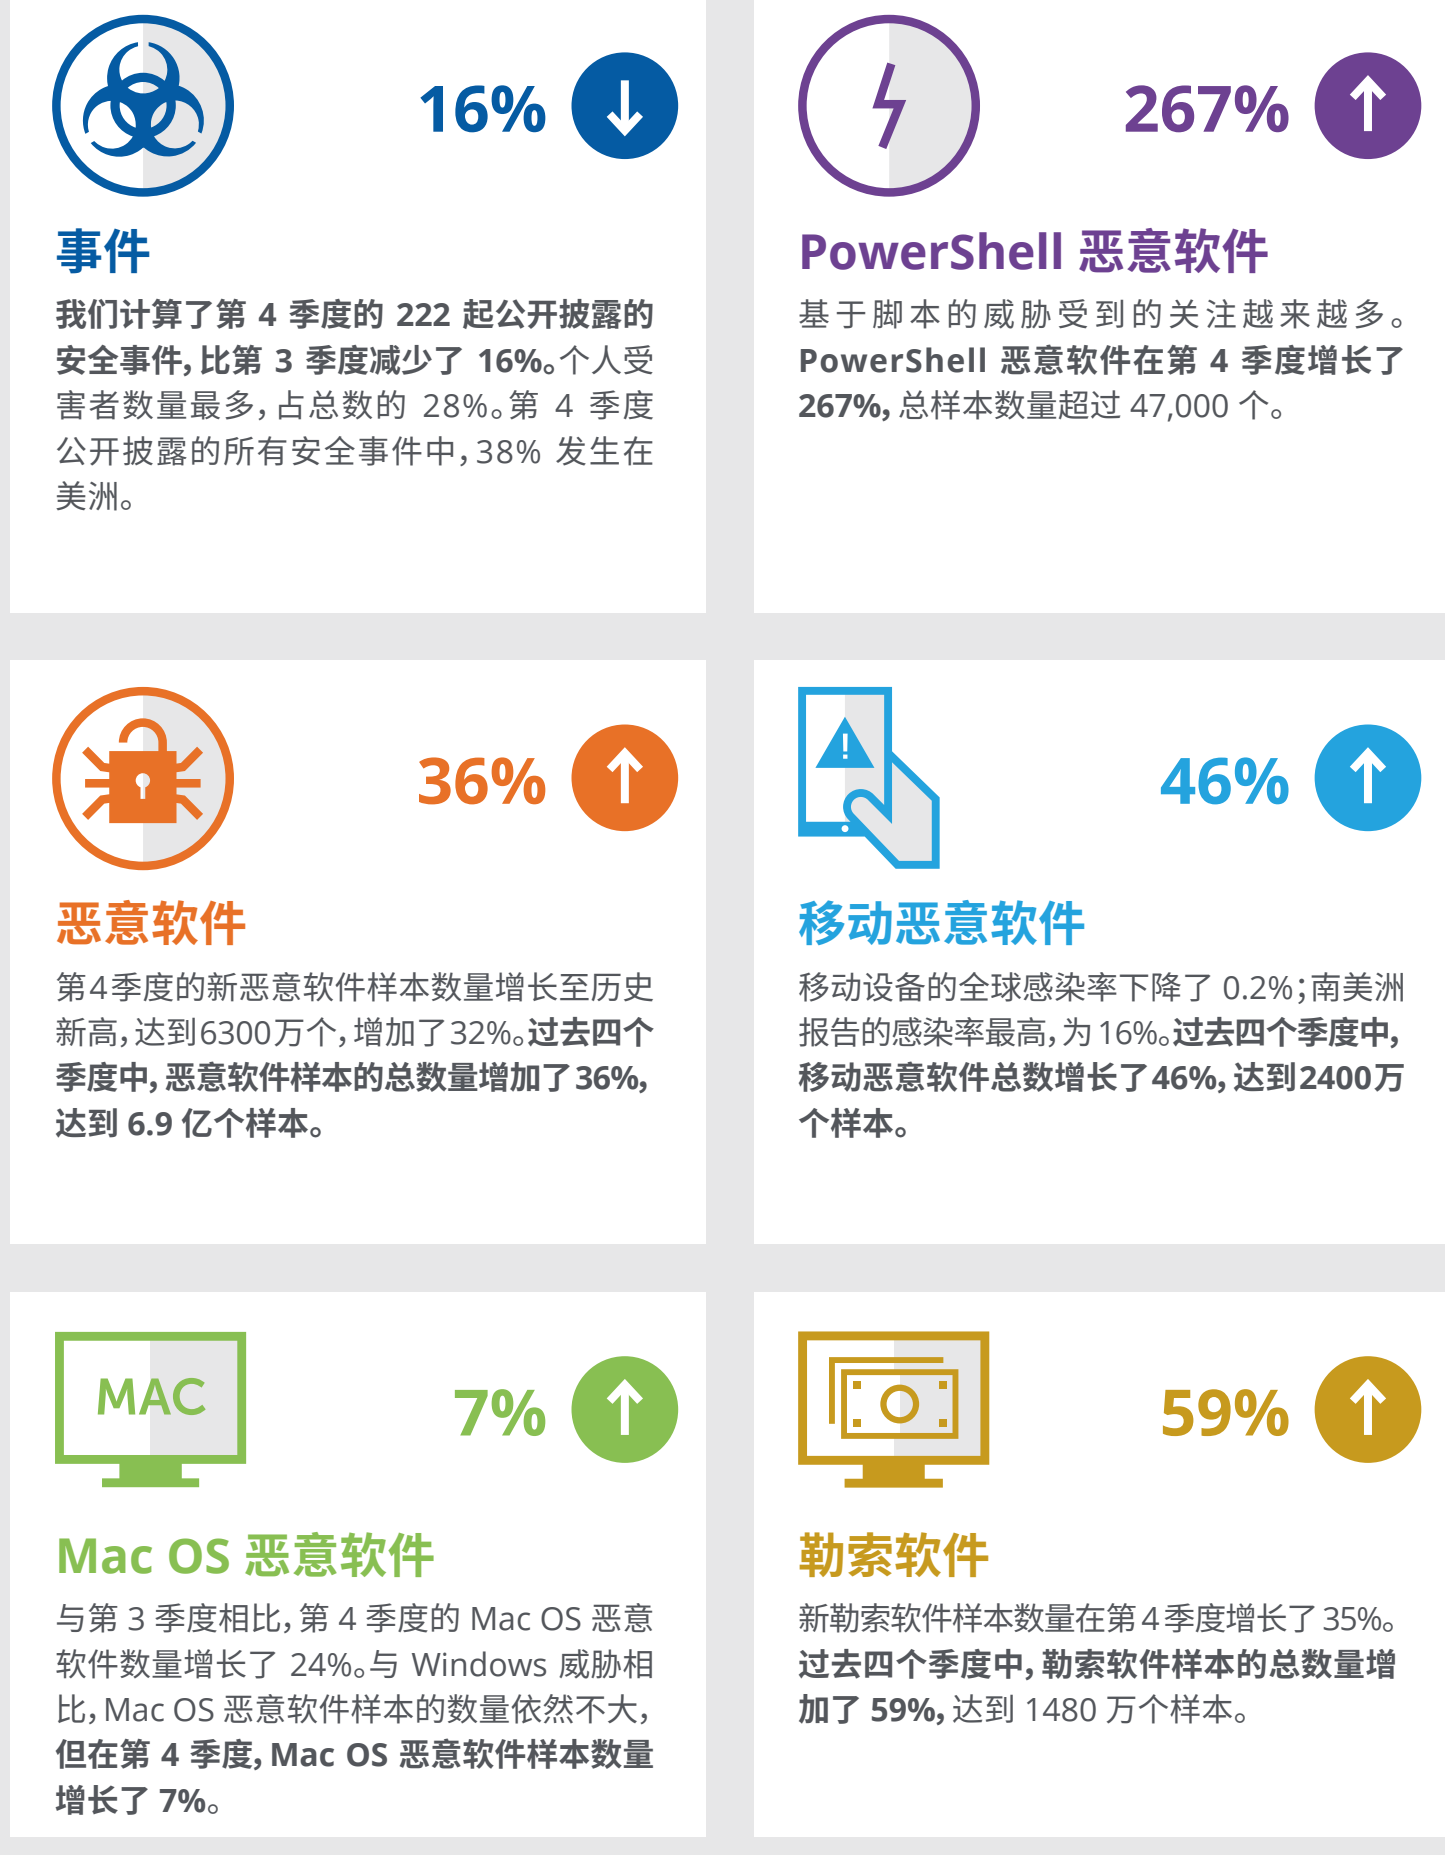 16%
事件
我们计算了第 4 季度的 222 起公开披露的
安全事件，比第 3 季度减少了 16%。个人受
害者数量最多，占总数的 28%。第 4 季度
公开披露的所有安全事件中，38% 发生在
美洲。
267%
PowerShell 恶意软件
基于脚本的威胁受到的关注越来越多。
PowerShell 恶意软件在第 4 季度增长了
267%，总样本数量超过 47,000 个。
36%
恶意软件
第4季度的新恶意软件样本数量增长至历史
新高，达到6300万个，增加了32%。过去四个
季度中，恶意软件样本的总数量增加了36%，
达到 6.9 亿个样本。
46%
移动恶意软件
移动设备的全球感染率下降了 0.2%；南美洲
报告的感染率最高，为16%。过去四个季度中，
移动恶意软件总数增长了46%，达到2400万
个样本。
MAC
7%
Mac OS 恶意软件
与第 3 季度相比，第 4 季度的 Mac OS 恶意
软件数量增长了 24%。与 Windows 威胁相
比，Mac OS 恶意软件样本的数量依然不大，
但在第 4 季度，Mac OS 恶意软件样本数量
增长了 7%。
59%
勒索软件
新勒索软件样本数量在第4季度增长了35%。
过去四个季度中，勒索软件样本的总数量增
加了 59%，达到 1480 万个样本。